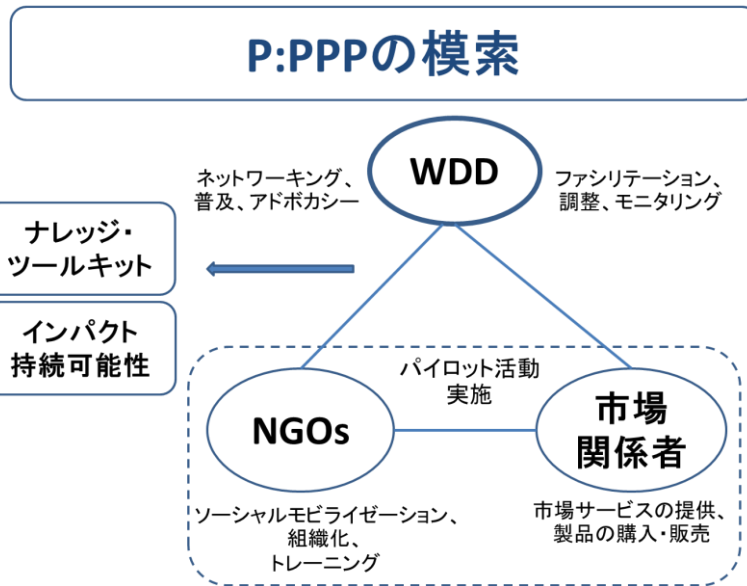 P:PPPの模索
WDD
ネットワーキング、
普及、アドボカシー
ファシリテーション、
調整、モニタリング
ナレッジ・
ツールキット
インパクト
持続可能性
パイロット活動
実施
NGOs
市場
関係者
ソーシャルモビライゼーション、
組織化、
トレーニング
市場サービスの提供、
製品の購入・販売